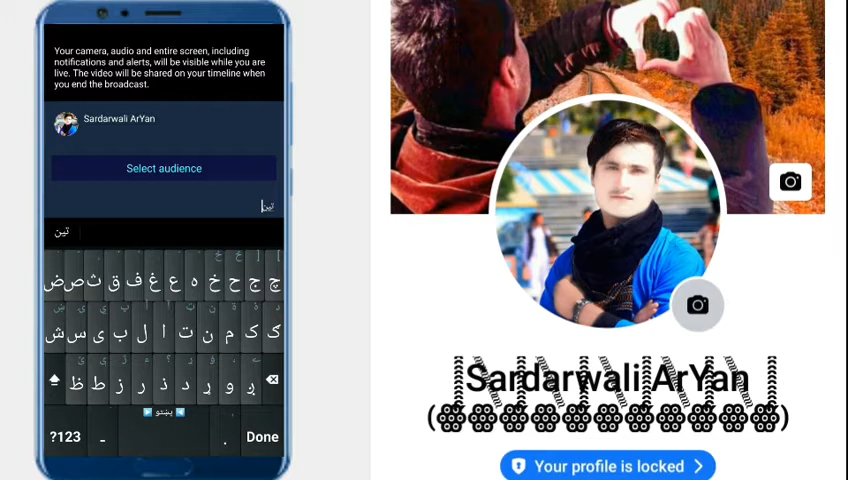 Your camera, audio and entire screen, including
notifications and alerts, will be visible while you are
live. The video will be shared on your timeline when
you end the broadcast.
Sardarwali ArYan
Select audience
تین
تین
ض ص ث ق ف غ ع ه خ ح ج چ
ش س ی ب ل ا ت ن م ک ګ
ظ ط ز ر ذ د ړ و ږ
پښتو
?123 - . Done
Sardarwali ArYan
Your profile is locked